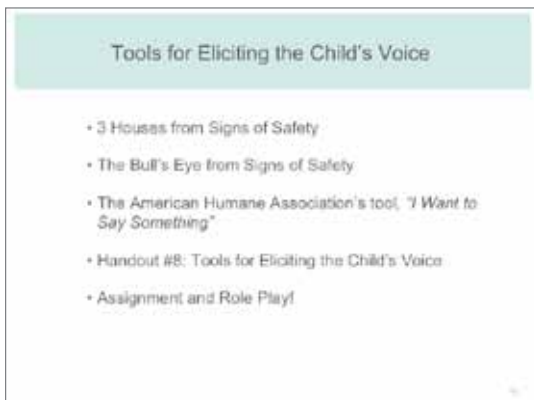 Tools for Eliciting the Child's Voice
• 3 Houses from Signs of Safety
• The Bull's Eye from Signs of Safety
• The American Humane Association's tool, "I Want to
Say Something"
• Handout #8: Tools for Eliciting the Child's Voice
• Assignment and Role Play!